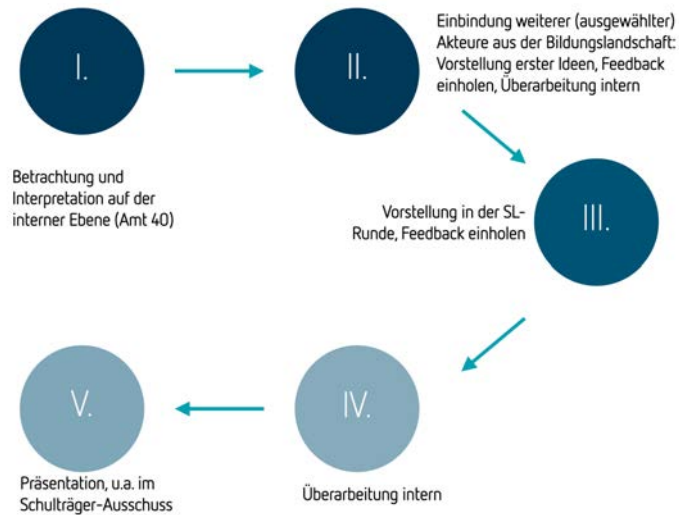 I.
Betrachtung und
Interpretation auf der
interner Ebene (Amt 40)
II.
Einbindung weiterer (ausgewählter)
Akteure aus der Bildungslandschaft:
Vorstellung erster Ideen, Feedback
einholen, Überarbeitung intern
III.
Vorstellung in der SL-
Runde, Feedback einholen
IV.
Überarbeitung intern
V.
Präsentation, u.a. im
Schulträger-Ausschuss